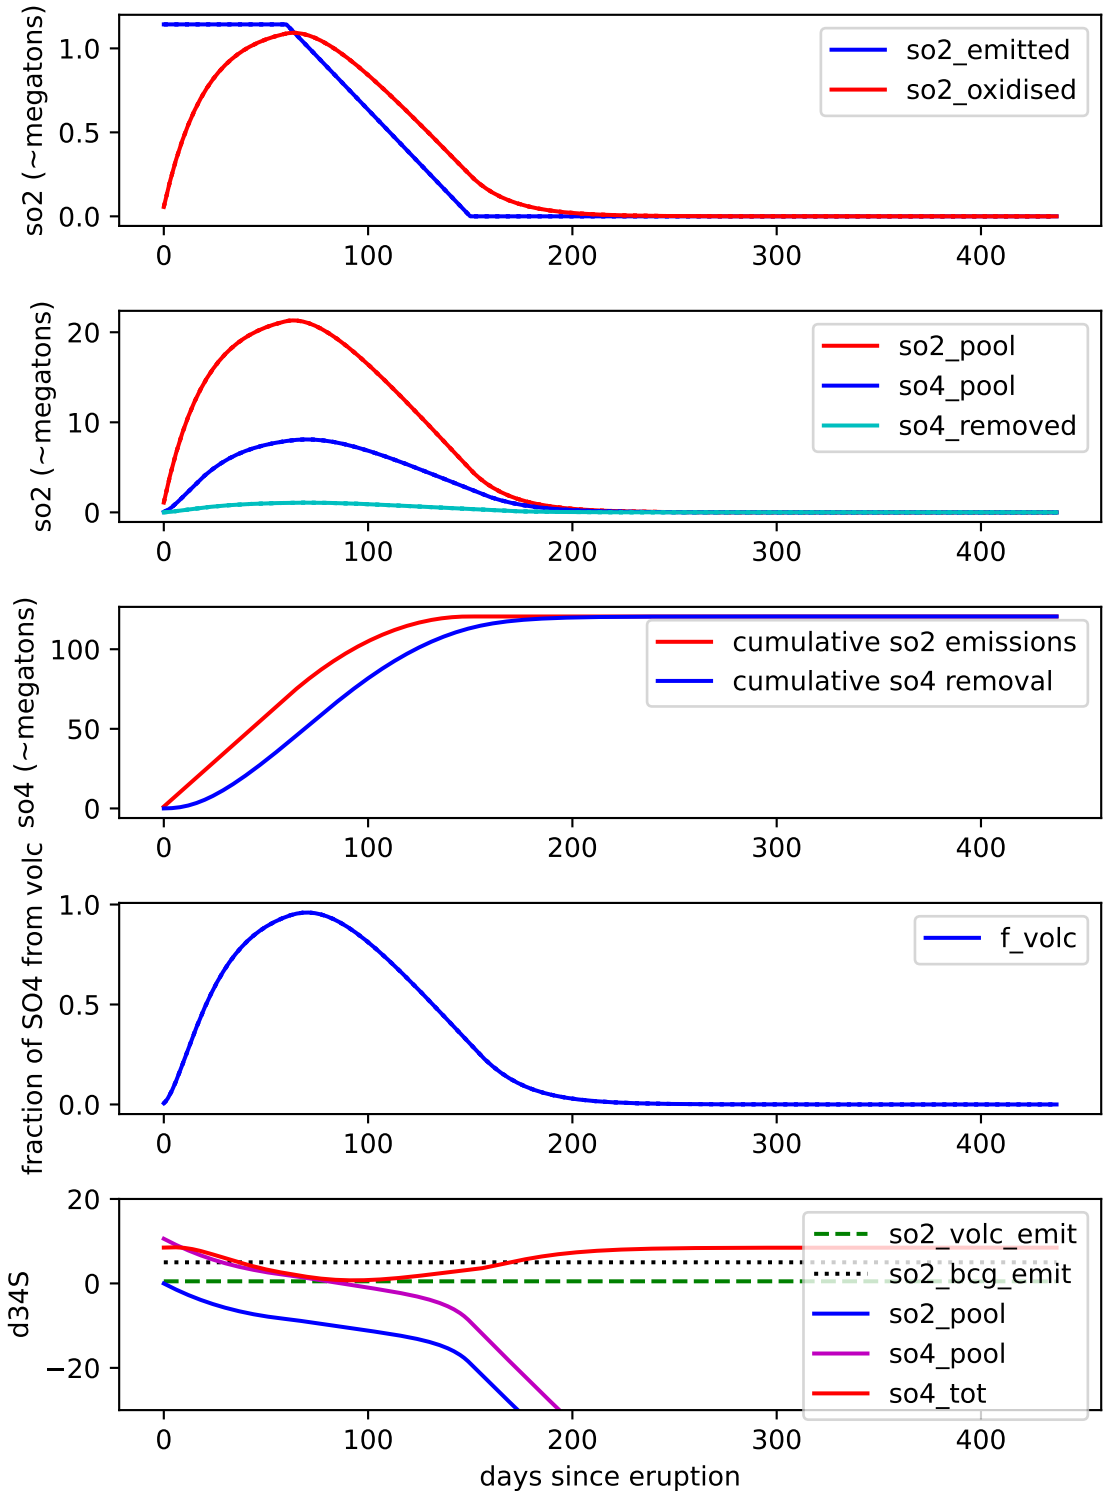 so2 (~megatons)
1.0
0.5
0.0
so2_emitted
so2_oxidised
0
100
200
300
400
so2 (~megatons)
20
10
0
so2_pool
so4_pool
so4_removed
0
100
200
300
400
so4 (~megatons)
100
50
0
cumulative so2 emissions
cumulative so4 removal
0
100
200
300
400
fraction of SO4 from volc
1.0
0.5
0.0
f_volc
0
100
200
300
400
d34S
20
0
−20
so2_volc_emit
so2_bcg_emit
so2_pool
so4_pool
so4_tot
0
100
200
300
400
days since eruption